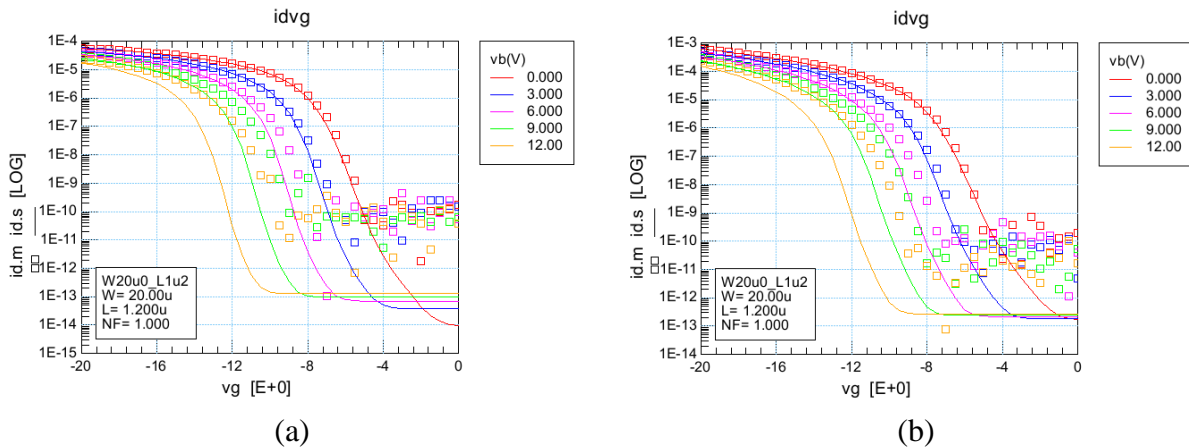 idvg
1E-4
1E-5
1E-6
1E-7
1E-8
1E-9
1E-10
1E-11
1E-12
1E-13
1E-14
1E-15
id.m id.s [LOG]
W20u0_L1u2
W= 20.00u
L= 1.200u
NF= 1.000
-20 -16 -12 -8 -4 0
vg [E+0]
vb(V)
0.000
3.000
6.000
9.000
12.00
(a)
idvg
1E-3
1E-4
1E-5
1E-6
1E-7
1E-8
1E-9
1E-10
1E-11
1E-12
1E-13
1E-14
id.m id.s [LOG]
W20u0_L1u2
W= 20.00u
L= 1.200u
NF= 1.000
-20 -16 -12 -8 -4 0
vg [E+0]
vb(V)
0.000
3.000
6.000
9.000
12.00
(b)